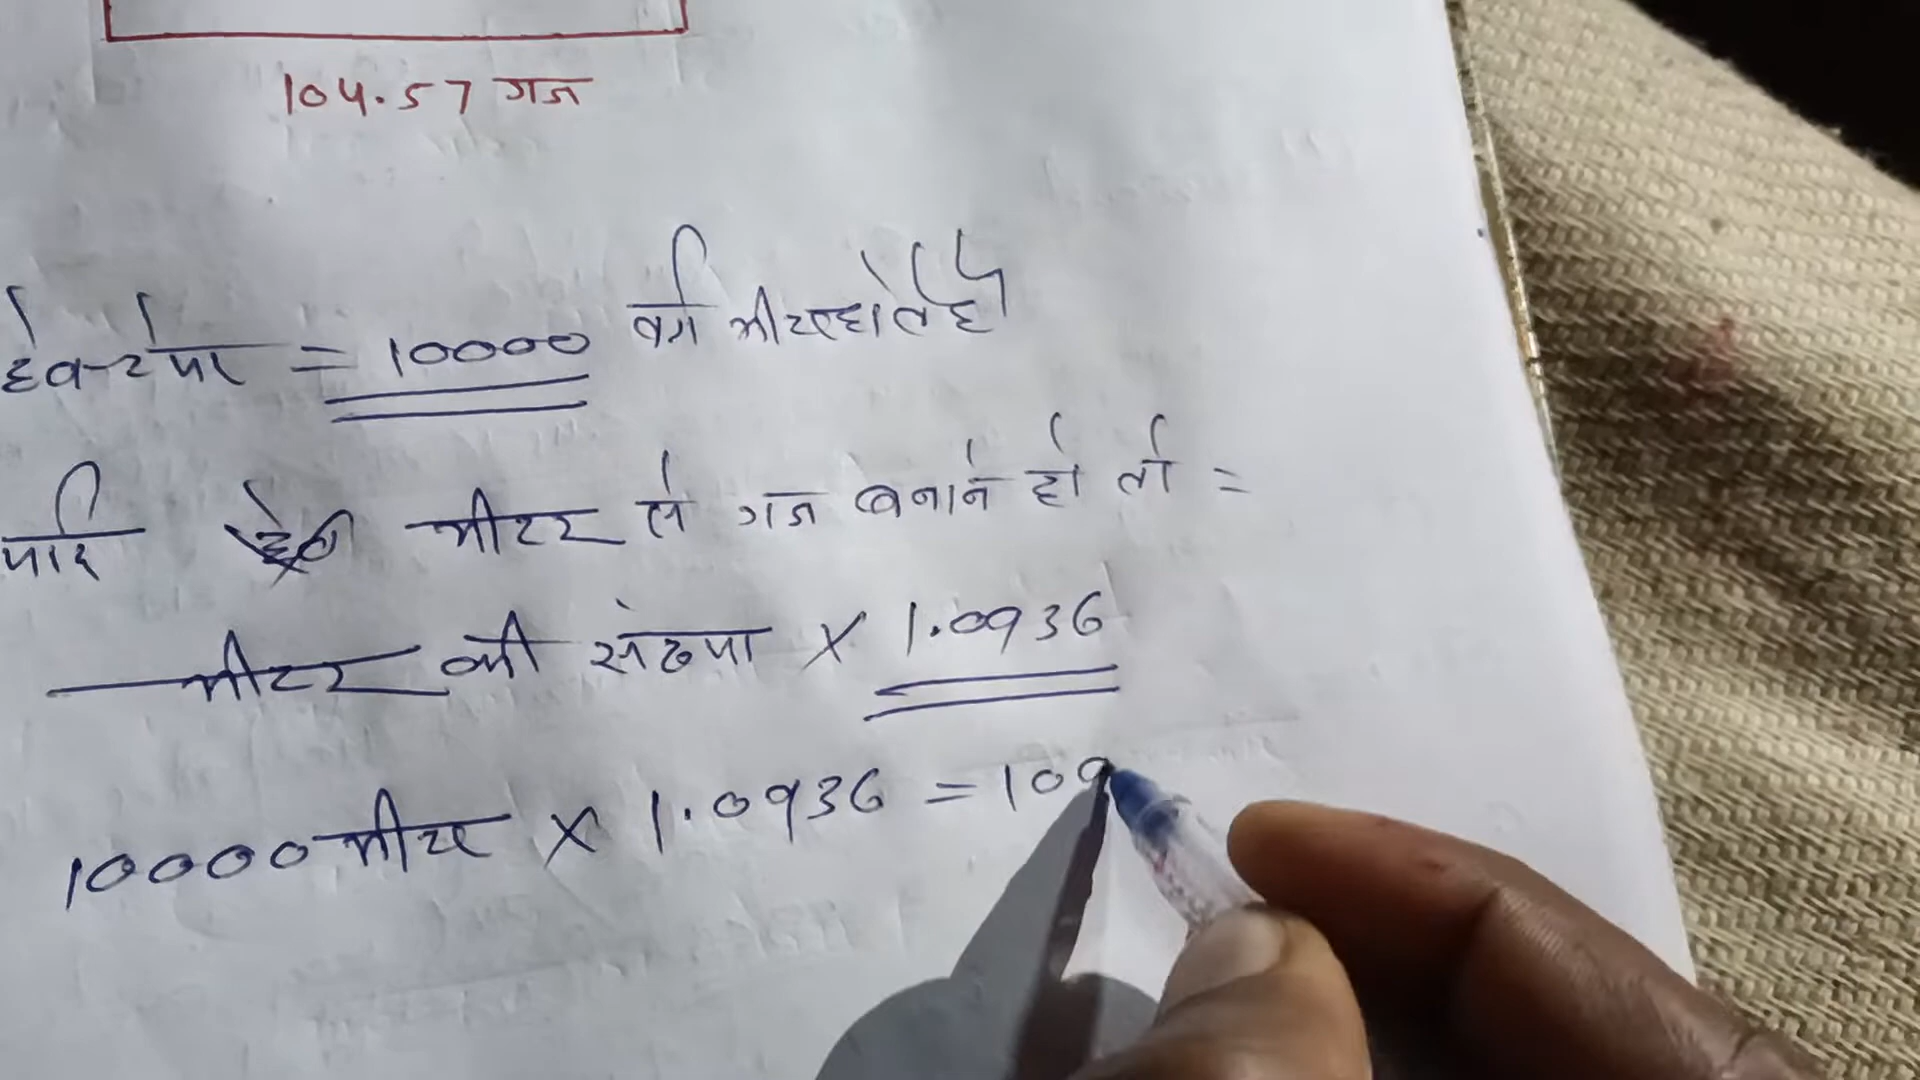 104.57 गज
हेक्टेयर = 10000 वर्ग मीटर होते हैं
यदि मीटर से गज बनाने हो तो =
मीटर की संख्या × 1.0936
10000 मीटर × 1.0936 = 109